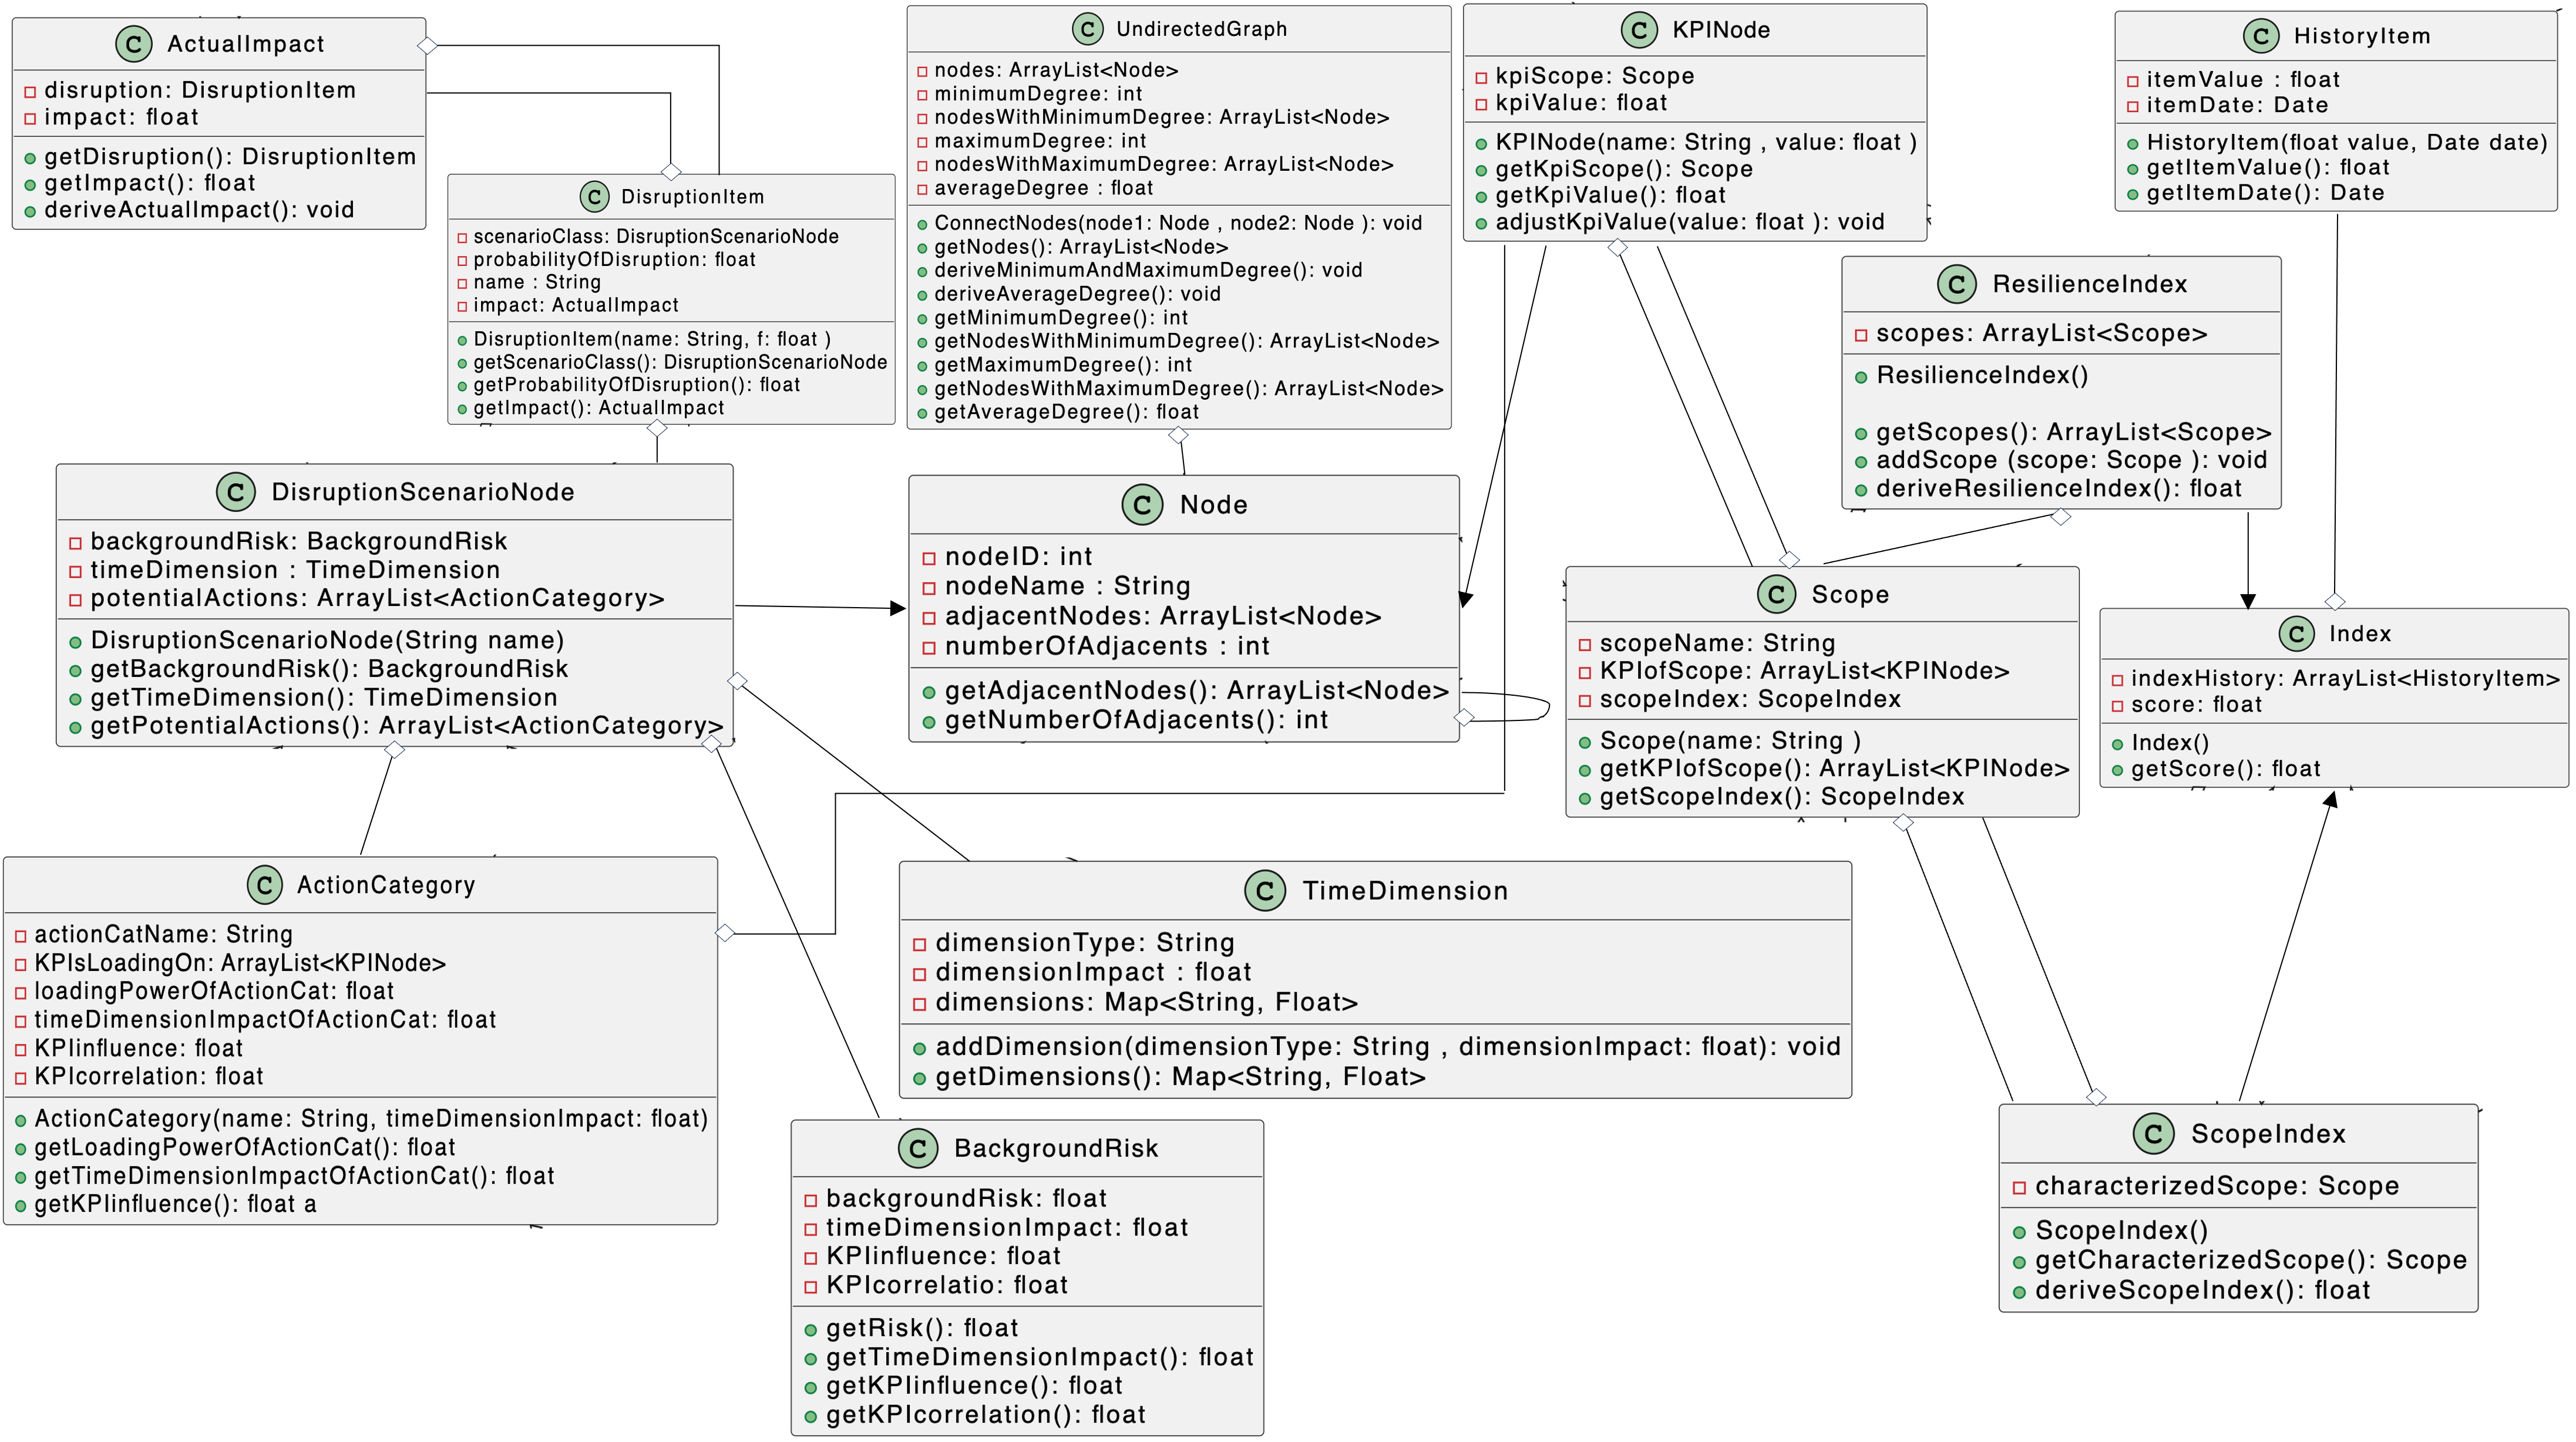 C ActualImpact
disruption: DisruptionItem
impact: float
getDisruption(): DisruptionItem
getImpact(): float
deriveActualImpact(): void
C DisruptionItem
scenarioClass: DisruptionScenarioNode
probabilityOfDisruption: float
name : String
impact: ActualImpact
DisruptionItem(name: String, f: float )
getScenarioClass(): DisruptionScenarioNode
getProbabilityOfDisruption(): float
getImpact(): ActualImpact
C UndirectedGraph
nodes: ArrayList<Node>
minimumDegree: int
nodesWithMinimumDegree: ArrayList<Node>
maximumDegree: int
nodesWithMaximumDegree: ArrayList<Node>
averageDegree : float
ConnectNodes(node1: Node , node2: Node ): void
getNodes(): ArrayList<Node>
deriveMinimumAndMaximumDegree(): void
deriveAverageDegree(): void
getMinimumDegree(): int
getNodesWithMinimumDegree(): ArrayList<Node>
getMaximumDegree(): int
getNodesWithMaximumDegree(): ArrayList<Node>
getAverageDegree(): float
C KPINode
kpiScope: Scope
kpiValue: float
KPINode(name: String , value: float )
getKpiScope(): Scope
getKpiValue(): float
adjustKpiValue(value: float ): void
C HistoryItem
itemValue : float
itemDate: Date
HistoryItem(float value, Date date)
getItemValue(): float
getItemDate(): Date
C ResilienceIndex
scopes: ArrayList<Scope>
ResilienceIndex()
getScopes(): ArrayList<Scope>
addScope (scope: Scope ): void
deriveResilienceIndex(): float
C DisruptionScenarioNode
backgroundRisk: BackgroundRisk
timeDimension : TimeDimension
potentialActions: ArrayList<ActionCategory>
DisruptionScenarioNode(String name)
getBackgroundRisk(): BackgroundRisk
getTimeDimension(): TimeDimension
getPotentialActions(): ArrayList<ActionCategory>
C Node
nodeID: int
nodeName : String
adjacentNodes: ArrayList<Node>
numberOfAdjacents : int
getAdjacentNodes(): ArrayList<Node>
getNumberOfAdjacents(): int
C Scope
scopeName: String
KPIofScope: ArrayList<KPINode>
scopeIndex: ScopeIndex
Scope(name: String )
getKPIofScope(): ArrayList<KPINode>
getScopeIndex(): ScopeIndex
C Index
indexHistory: ArrayList<HistoryItem>
score: float
Index()
getScore(): float
C ActionCategory
actionCatName: String
KPIsLoadingOn: ArrayList<KPINode>
loadingPowerOfActionCat: float
timeDimensionImpactOfActionCat: float
KPIinfluence: float
KPIcorrelation: float
ActionCategory(name: String, timeDimensionImpact: float)
getLoadingPowerOfActionCat(): float
getTimeDimensionImpactOfActionCat(): float
getKPIinfluence(): float a
C TimeDimension
dimensionType: String
dimensionImpact : float
dimensions: Map<String, Float>
addDimension(dimensionType: String , dimensionImpact: float): void
getDimensions(): Map<String, Float>
C BackgroundRisk
backgroundRisk: float
timeDimensionImpact: float
KPIinfluence: float
KPIcorrelatio: float
getRisk(): float
getTimeDimensionImpact(): float
getKPIinfluence(): float
getKPIcorrelation(): float
C ScopeIndex
characterizedScope: Scope
ScopeIndex()
getCharacterizedScope(): Scope
deriveScopeIndex(): float